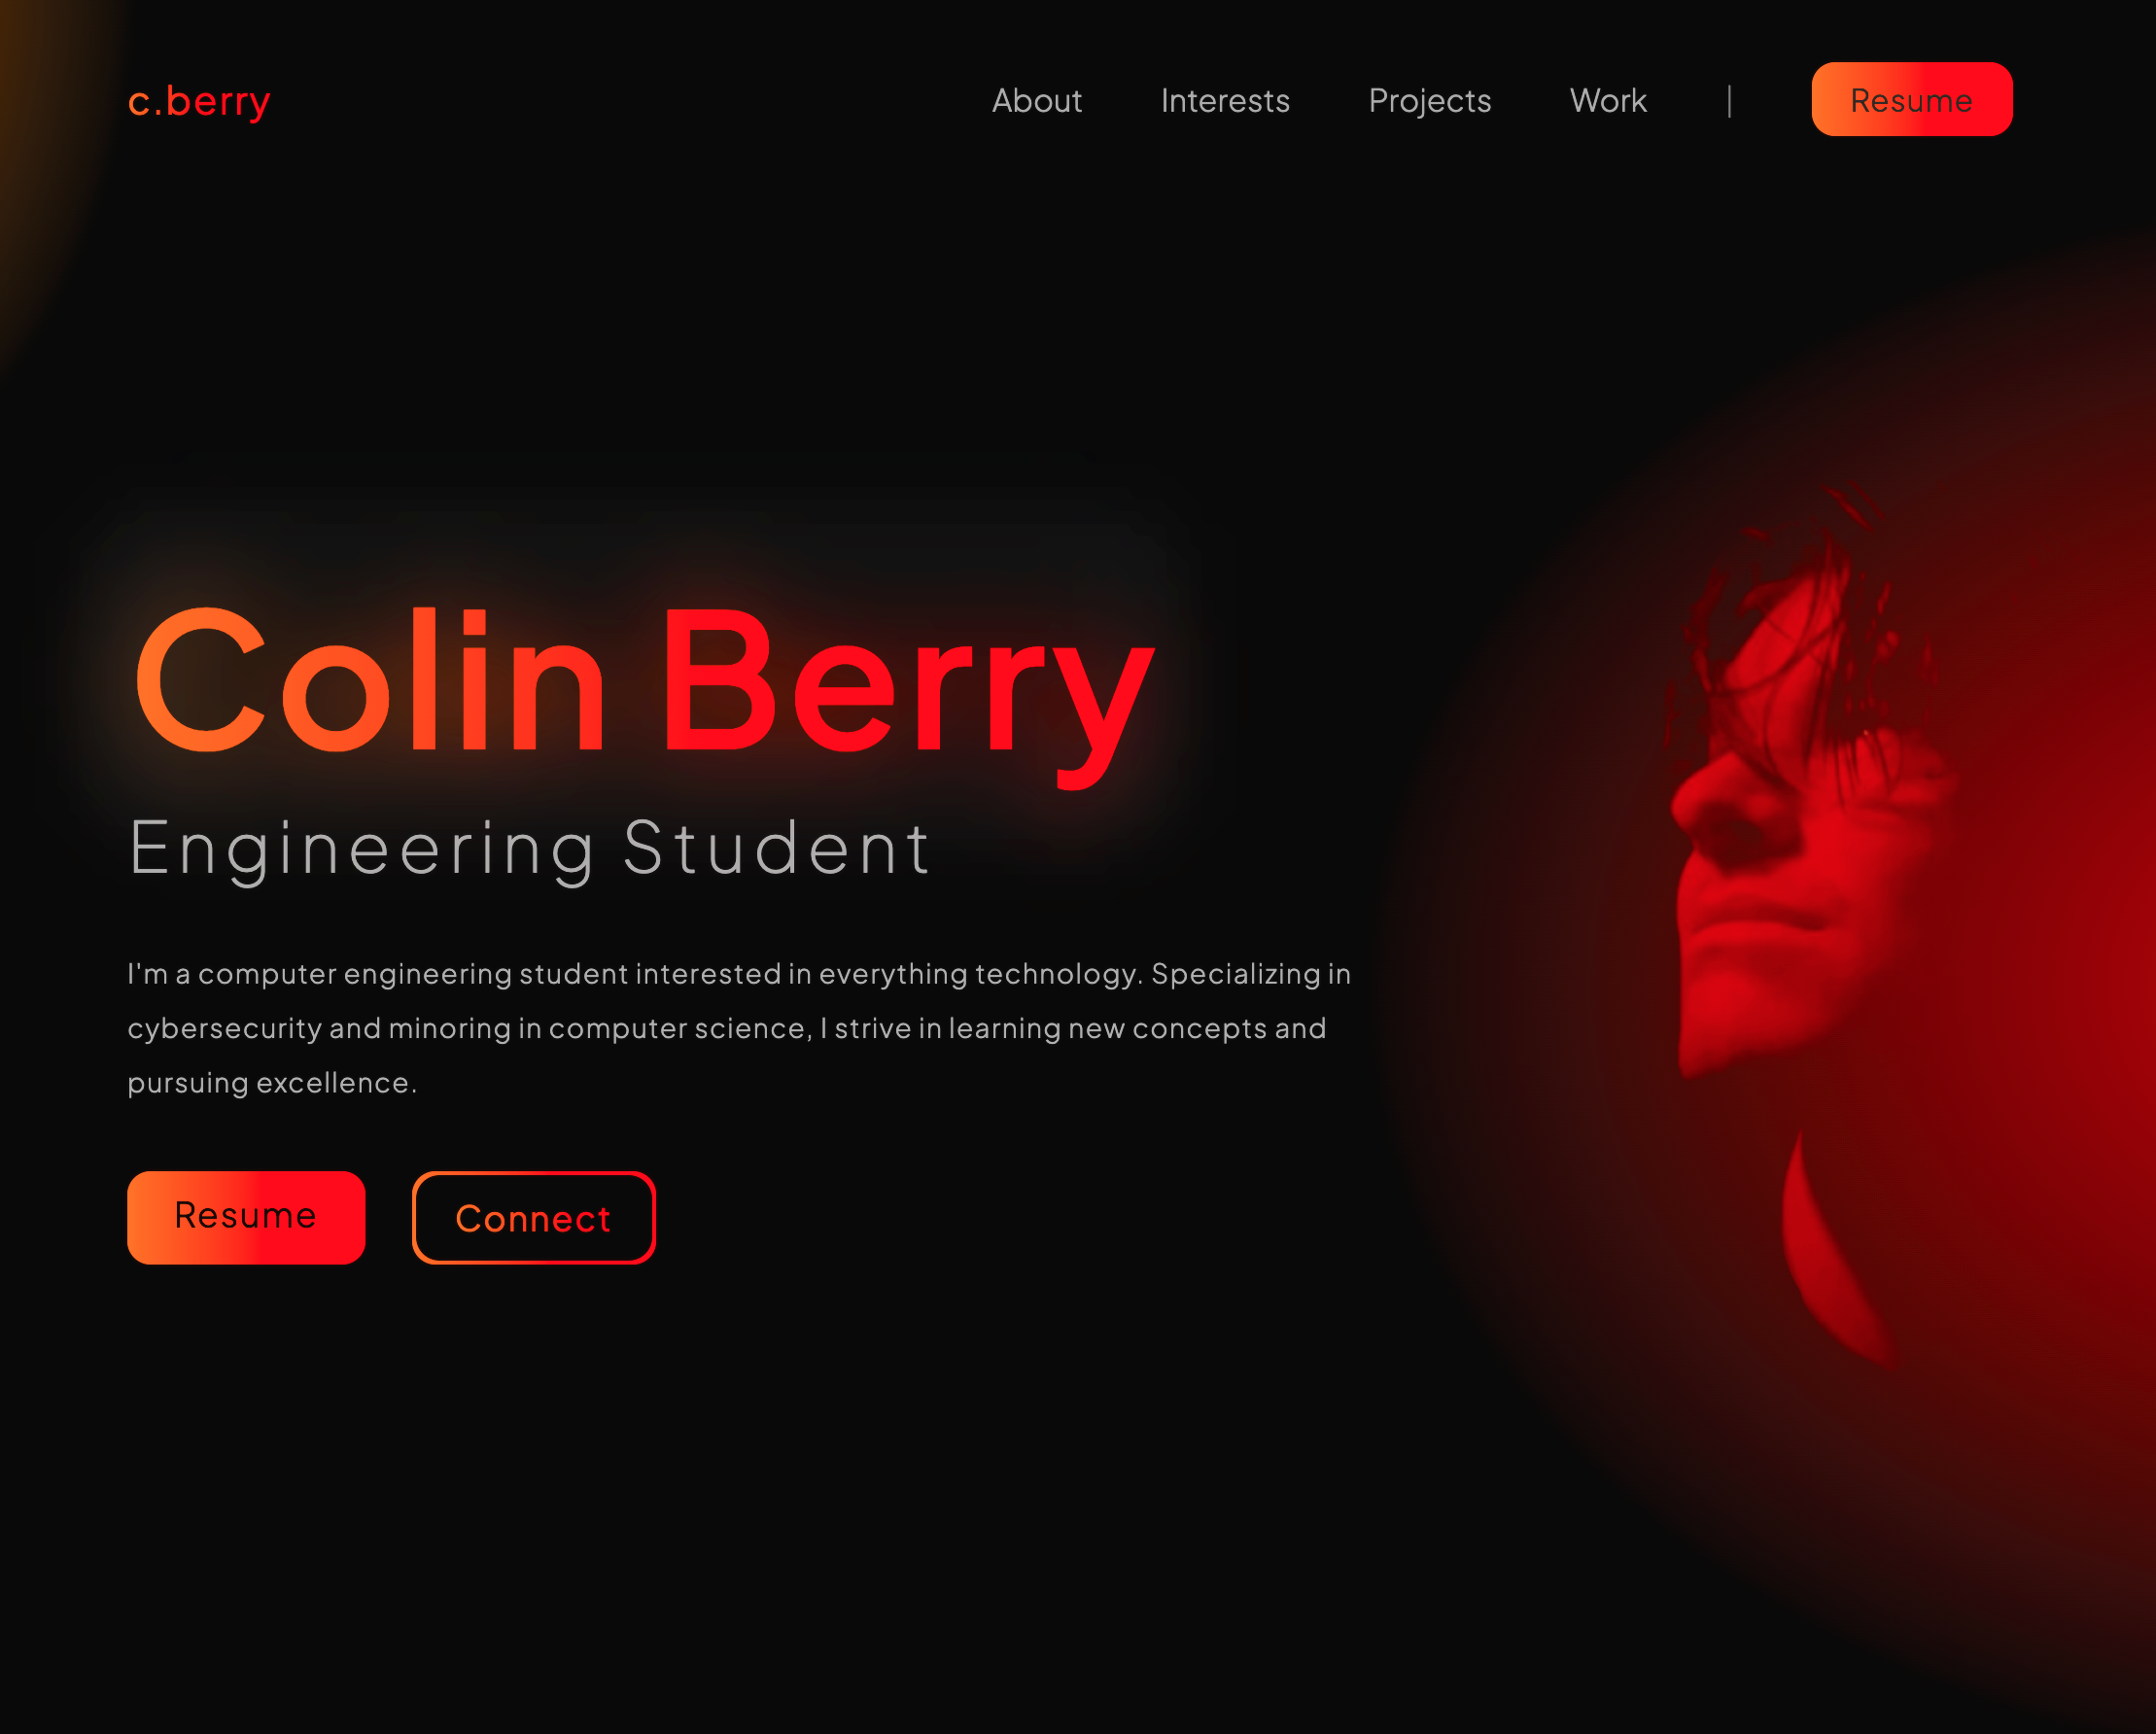 c.berry
About Interests Projects Work | Resume
Colin Berry
Engineering Student
I'm a computer engineering student interested in everything technology. Specializing in
cybersecurity and minoring in computer science, I strive in learning new concepts and
pursuing excellence.
Resume Connect